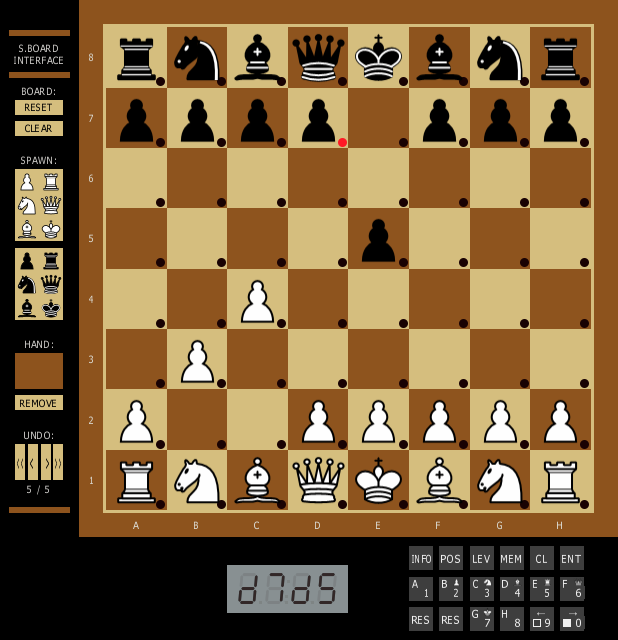 S.BOARD
INTERFACE
BOARD:
RESET
CLEAR
SPAWN:
HAND:
REMOVE
UNDO:
⟨⟨ ⟨ ⟩ ⟩⟩
5 / 5
8
7
6
5
4
3
2
1
A B C D E F G H
d7d5
INFO POS LEV MEM CL ENT
A 1 B 2 C 3 D 4 E 5 F 6
RES RES G 7 H 8 ← 9 → 0